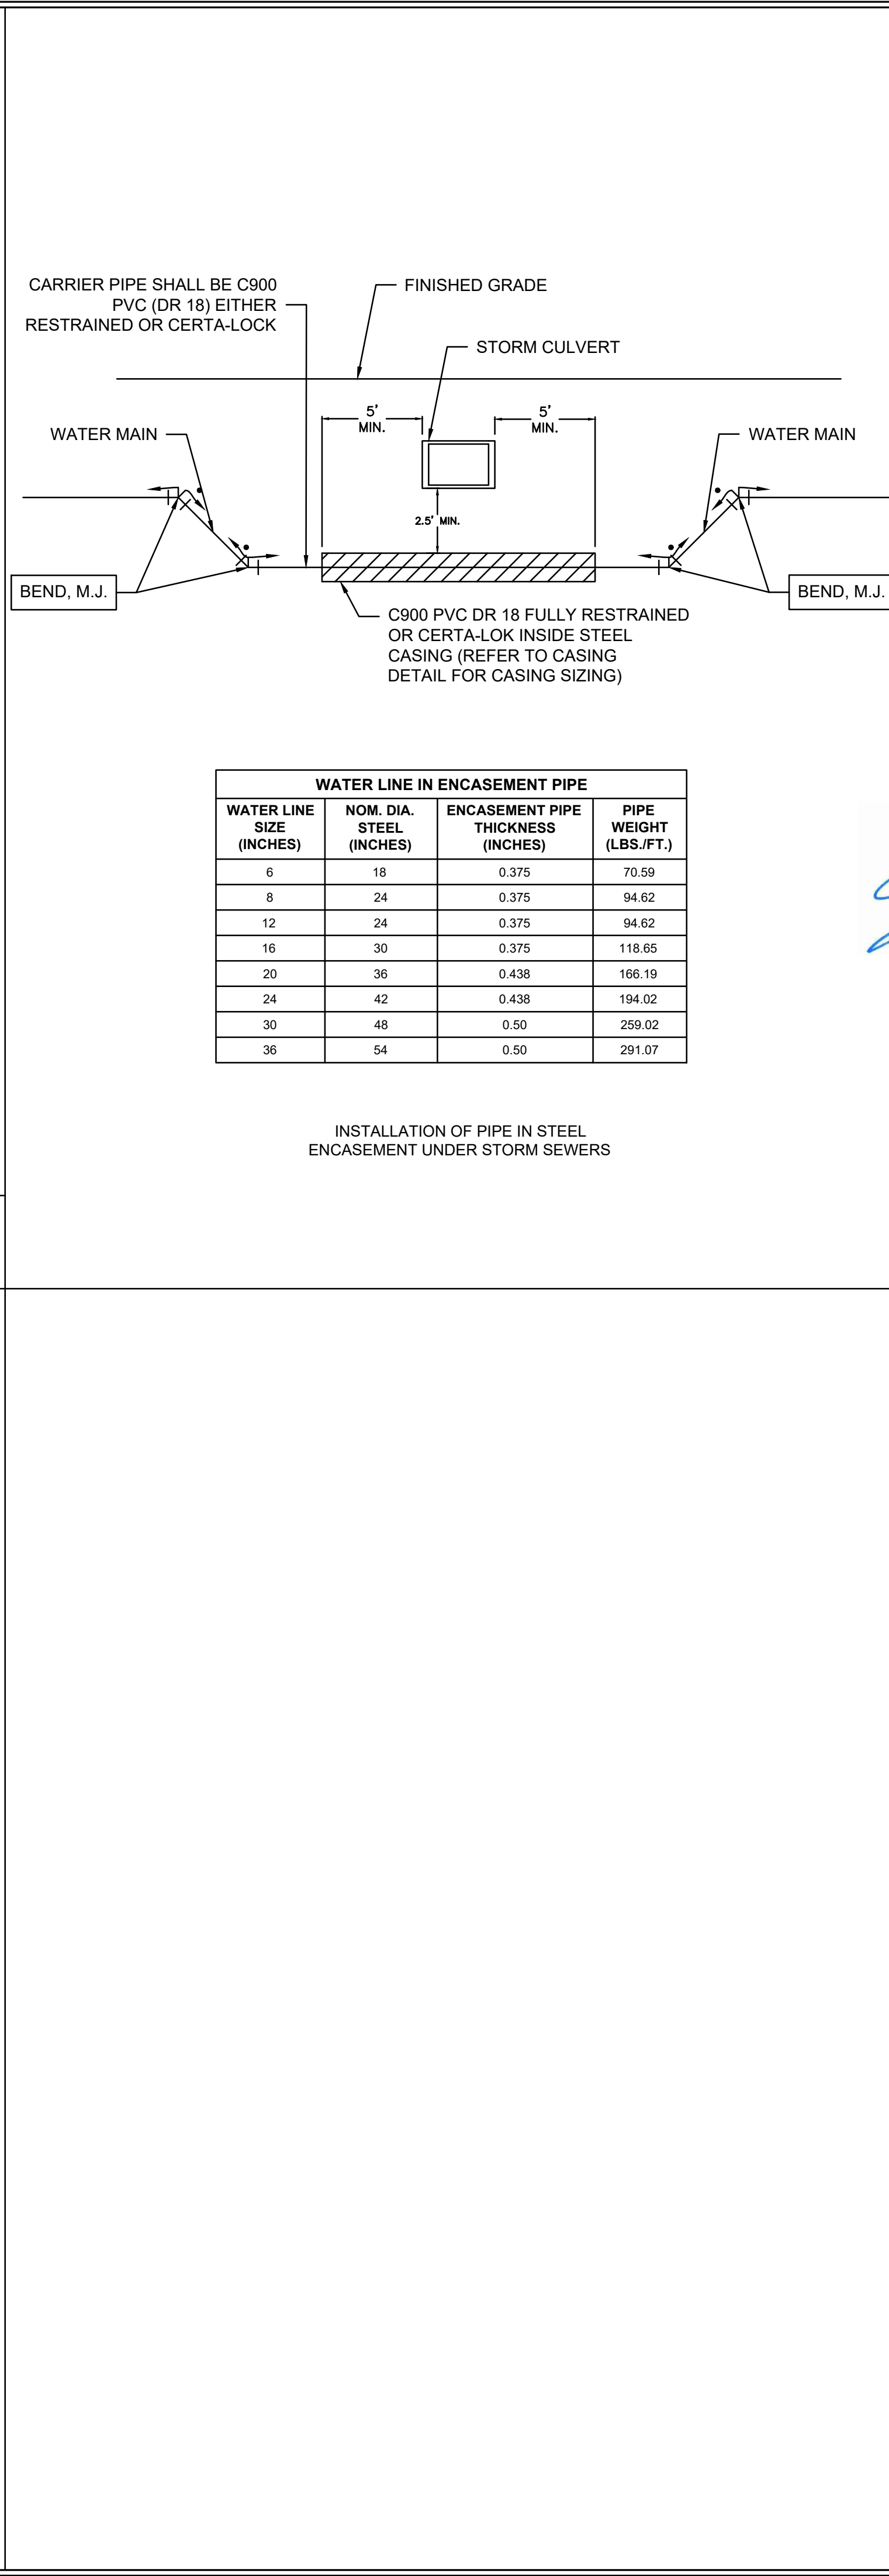 CARRIER PIPE SHALL BE C900
PVC (DR 18) EITHER
RESTRAINED OR CERTA-LOCK
FINISHED GRADE
STORM CULVERT
5'
MIN.
5'
MIN.
WATER MAIN
WATER MAIN
2.5' MIN.
BEND, M.J.
BEND, M.J.
C900 PVC DR 18 FULLY RESTRAINED
OR CERTA-LOK INSIDE STEEL
CASING (REFER TO CASING
DETAIL FOR CASING SIZING)
WATER LINE IN ENCASEMENT PIPE
WATER LINE SIZE (INCHES) NOM. DIA. STEEL (INCHES) ENCASEMENT PIPE THICKNESS (INCHES) PIPE WEIGHT (LBS./FT.)
6 18 0.375 70.59
8 24 0.375 94.62
12 24 0.375 94.62
16 30 0.375 118.65
20 36 0.438 166.19
24 42 0.438 194.02
30 48 0.50 259.02
36 54 0.50 291.07
INSTALLATION OF PIPE IN STEEL
ENCASEMENT UNDER STORM SEWERS